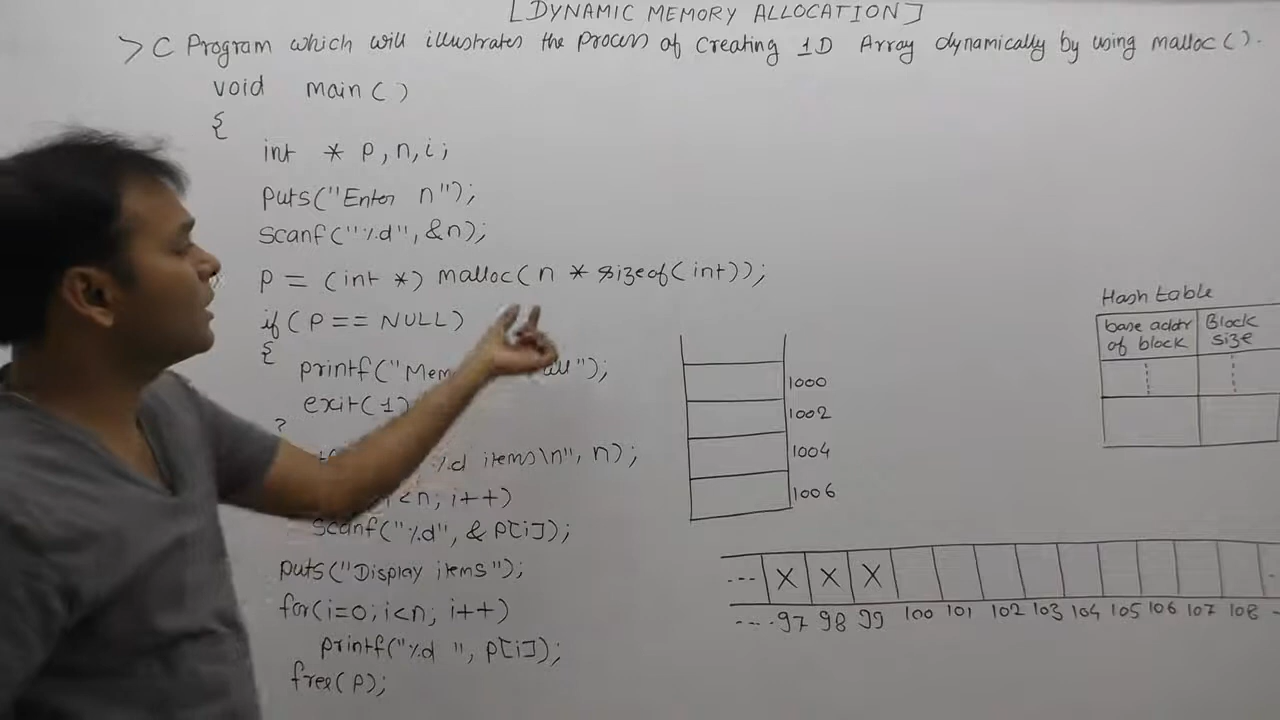 [DYNAMIC MEMORY ALLOCATION]
> C Program which will illustrates the process of creating 1D Array dynamically by using malloc().
void main()
{
int * p,n,i;
puts("Enter n");
scanf("%d",&n);
p = (int *) malloc(n * sizeof(int));
if(p == NULL)
{
printf("Mem
");
exit(1)
%d items\n", n);
<n; i++)
scanf("%d", & p[i]);
puts("Display items");
for(i=0;i<n; i++)
printf("%d ", p[i]);
free(p);
1000
1002
1004
1006
Hash table
base addr of block
Block size
--- X X X
---97 98 99 100 101 102 103 104 105 106 107 108 --